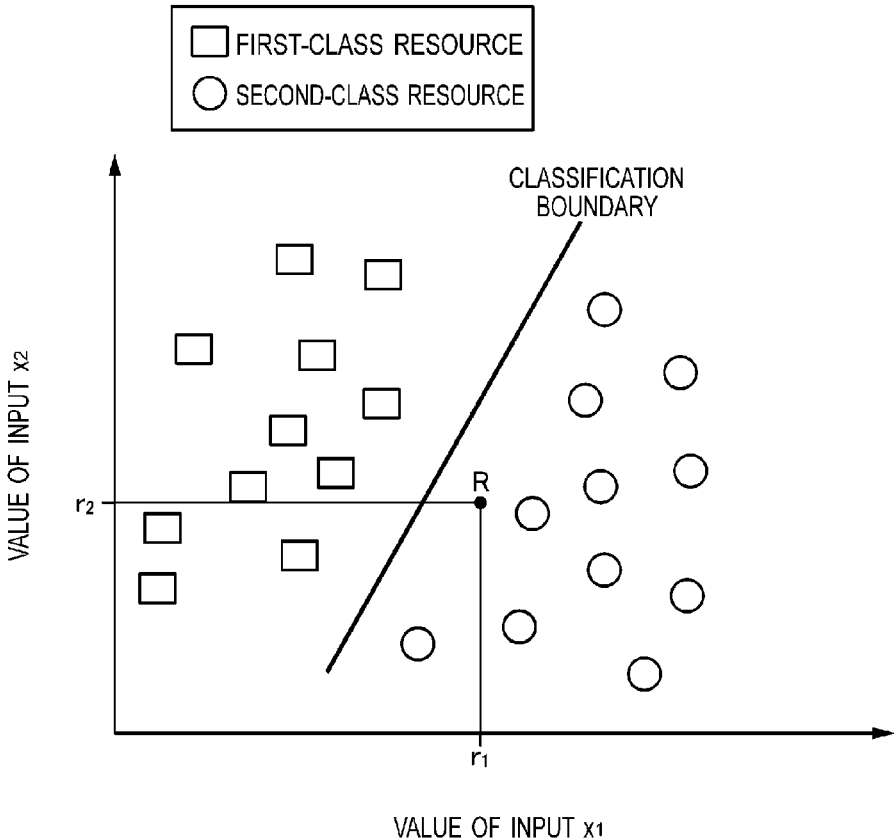 FIRST-CLASS RESOURCE
SECOND-CLASS RESOURCE
CLASSIFICATION
BOUNDARY
VALUE OF INPUT x2
R
r2
r1
VALUE OF INPUT x1